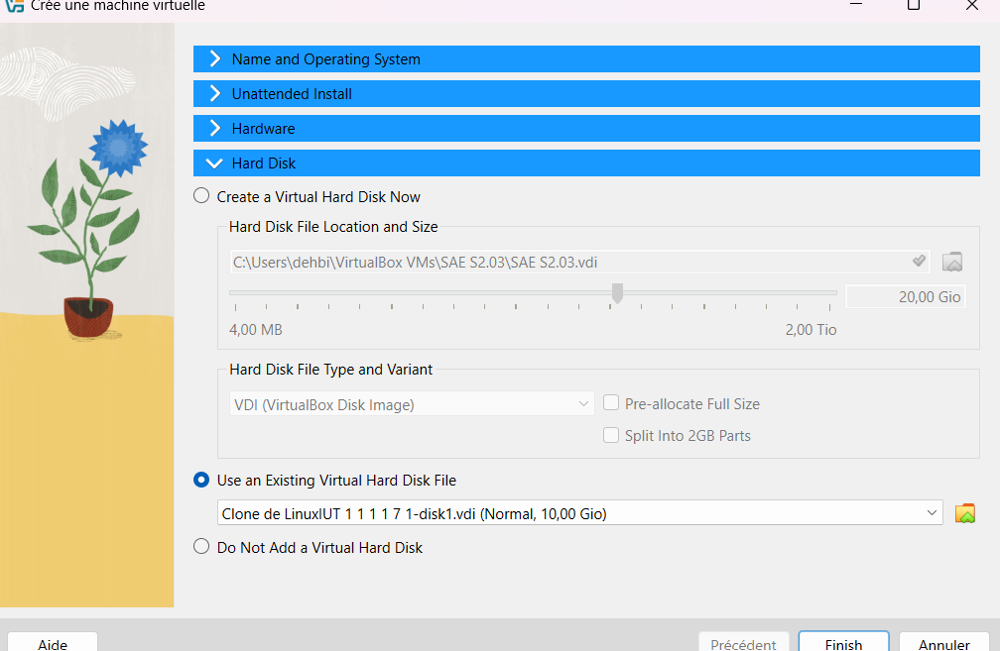 Crée une machine virtuelle
Name and Operating System
Unattended Install
Hardware
Hard Disk
Create a Virtual Hard Disk Now
Hard Disk File Location and Size
C:\Users\dehbi\VirtualBox VMs\SAE S2.03\SAE S2.03.vdi
20,00 Gio
4,00 MB 2,00 Tio
Hard Disk File Type and Variant
VDI (VirtualBox Disk Image) Pre-allocate Full Size
Split Into 2GB Parts
Use an Existing Virtual Hard Disk File
Clone de LinuxIUT 1 1 1 1 7 1-disk1.vdi (Normal, 10,00 Gio)
Do Not Add a Virtual Hard Disk
Aide Précédent Finish Annuler